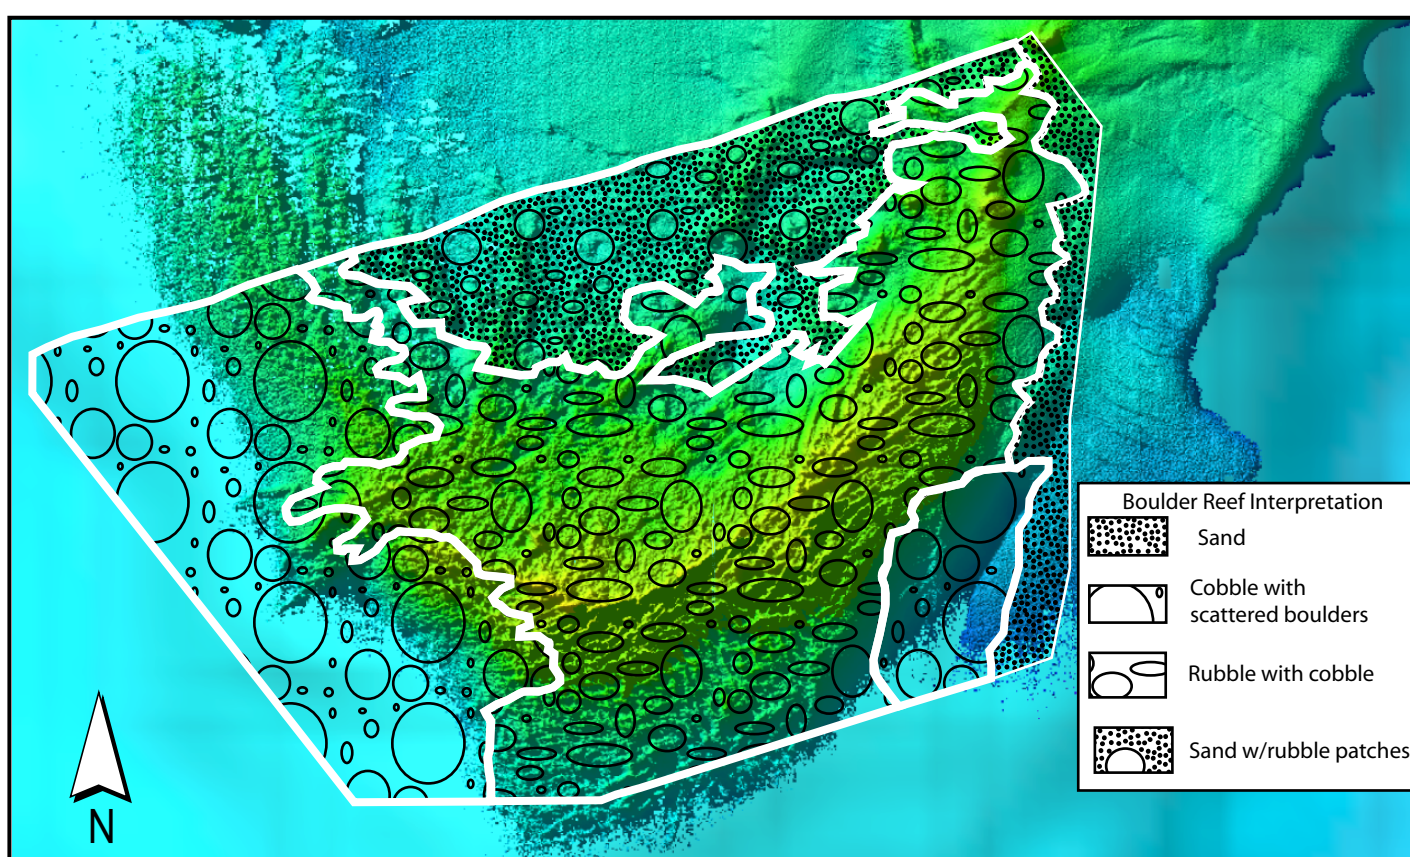 Boulder Reef Interpretation
Sand
Cobble with
scattered boulders
Rubble with cobble
Sand w/rubble patches
N